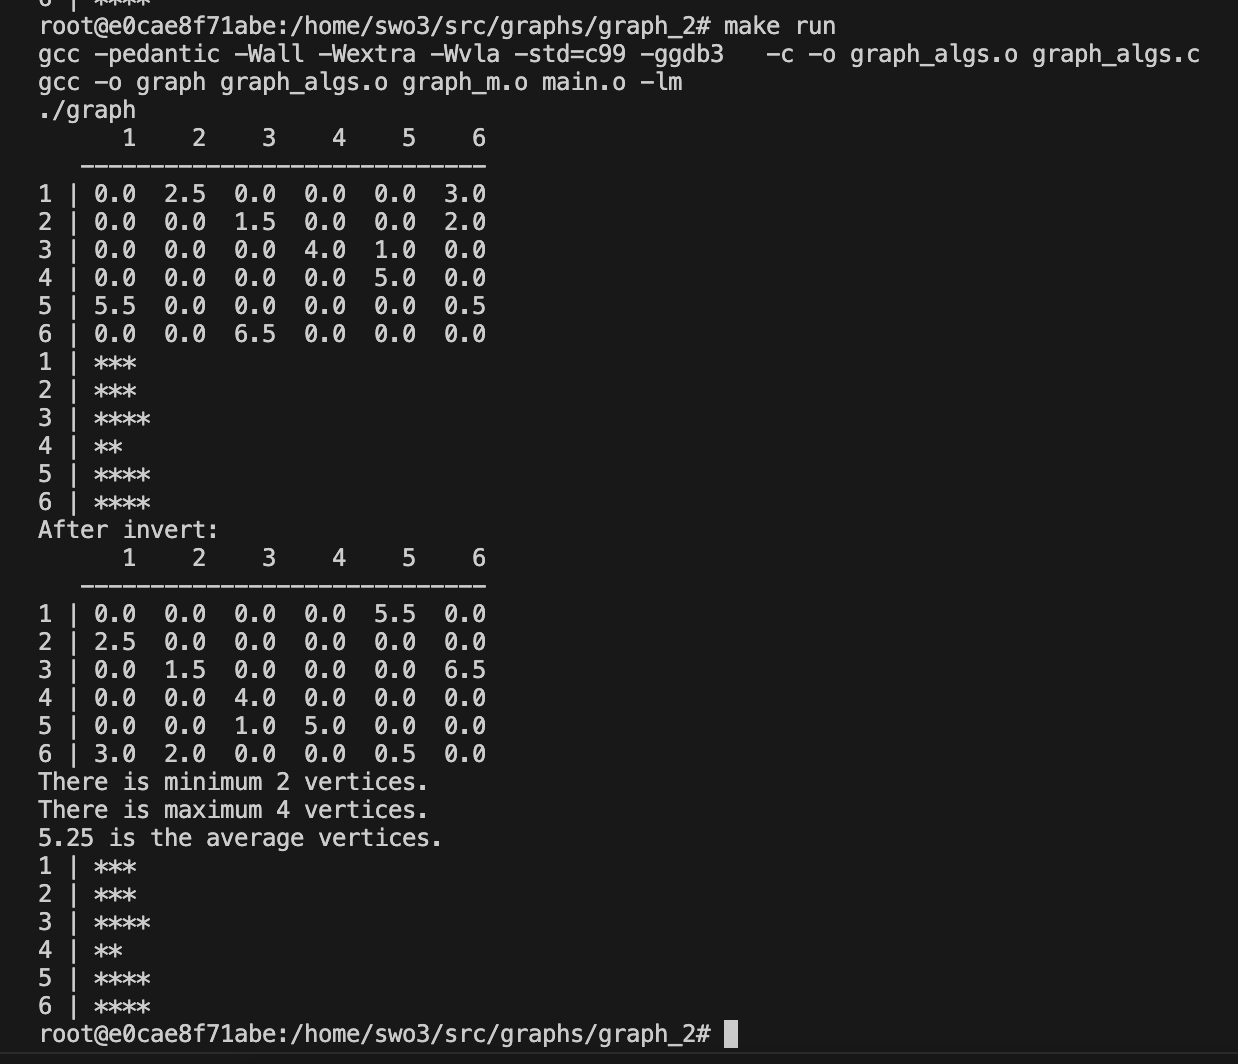 6 | ****
root@e0cae8f71abe:/home/swo3/src/graphs/graph_2# make run
gcc -pedantic -Wall -Wextra -Wvla -std=c99 -ggdb3   -c -o graph_algs.o graph_algs.c
gcc -o graph graph_algs.o graph_m.o main.o -lm
./graph
      1    2    3    4    5    6
   -----------------------------
1 | 0.0  2.5  0.0  0.0  0.0  3.0
2 | 0.0  0.0  1.5  0.0  0.0  2.0
3 | 0.0  0.0  0.0  4.0  1.0  0.0
4 | 0.0  0.0  0.0  0.0  5.0  0.0
5 | 5.5  0.0  0.0  0.0  0.0  0.5
6 | 0.0  0.0  6.5  0.0  0.0  0.0
1 | ***
2 | ***
3 | ****
4 | **
5 | ****
6 | ****
After invert:
      1    2    3    4    5    6
   -----------------------------
1 | 0.0  0.0  0.0  0.0  5.5  0.0
2 | 2.5  0.0  0.0  0.0  0.0  0.0
3 | 0.0  1.5  0.0  0.0  0.0  6.5
4 | 0.0  0.0  4.0  0.0  0.0  0.0
5 | 0.0  0.0  1.0  5.0  0.0  0.0
6 | 3.0  2.0  0.0  0.0  0.5  0.0
There is minimum 2 vertices.
There is maximum 4 vertices.
5.25 is the average vertices.
1 | ***
2 | ***
3 | ****
4 | **
5 | ****
6 | ****
root@e0cae8f71abe:/home/swo3/src/graphs/graph_2#